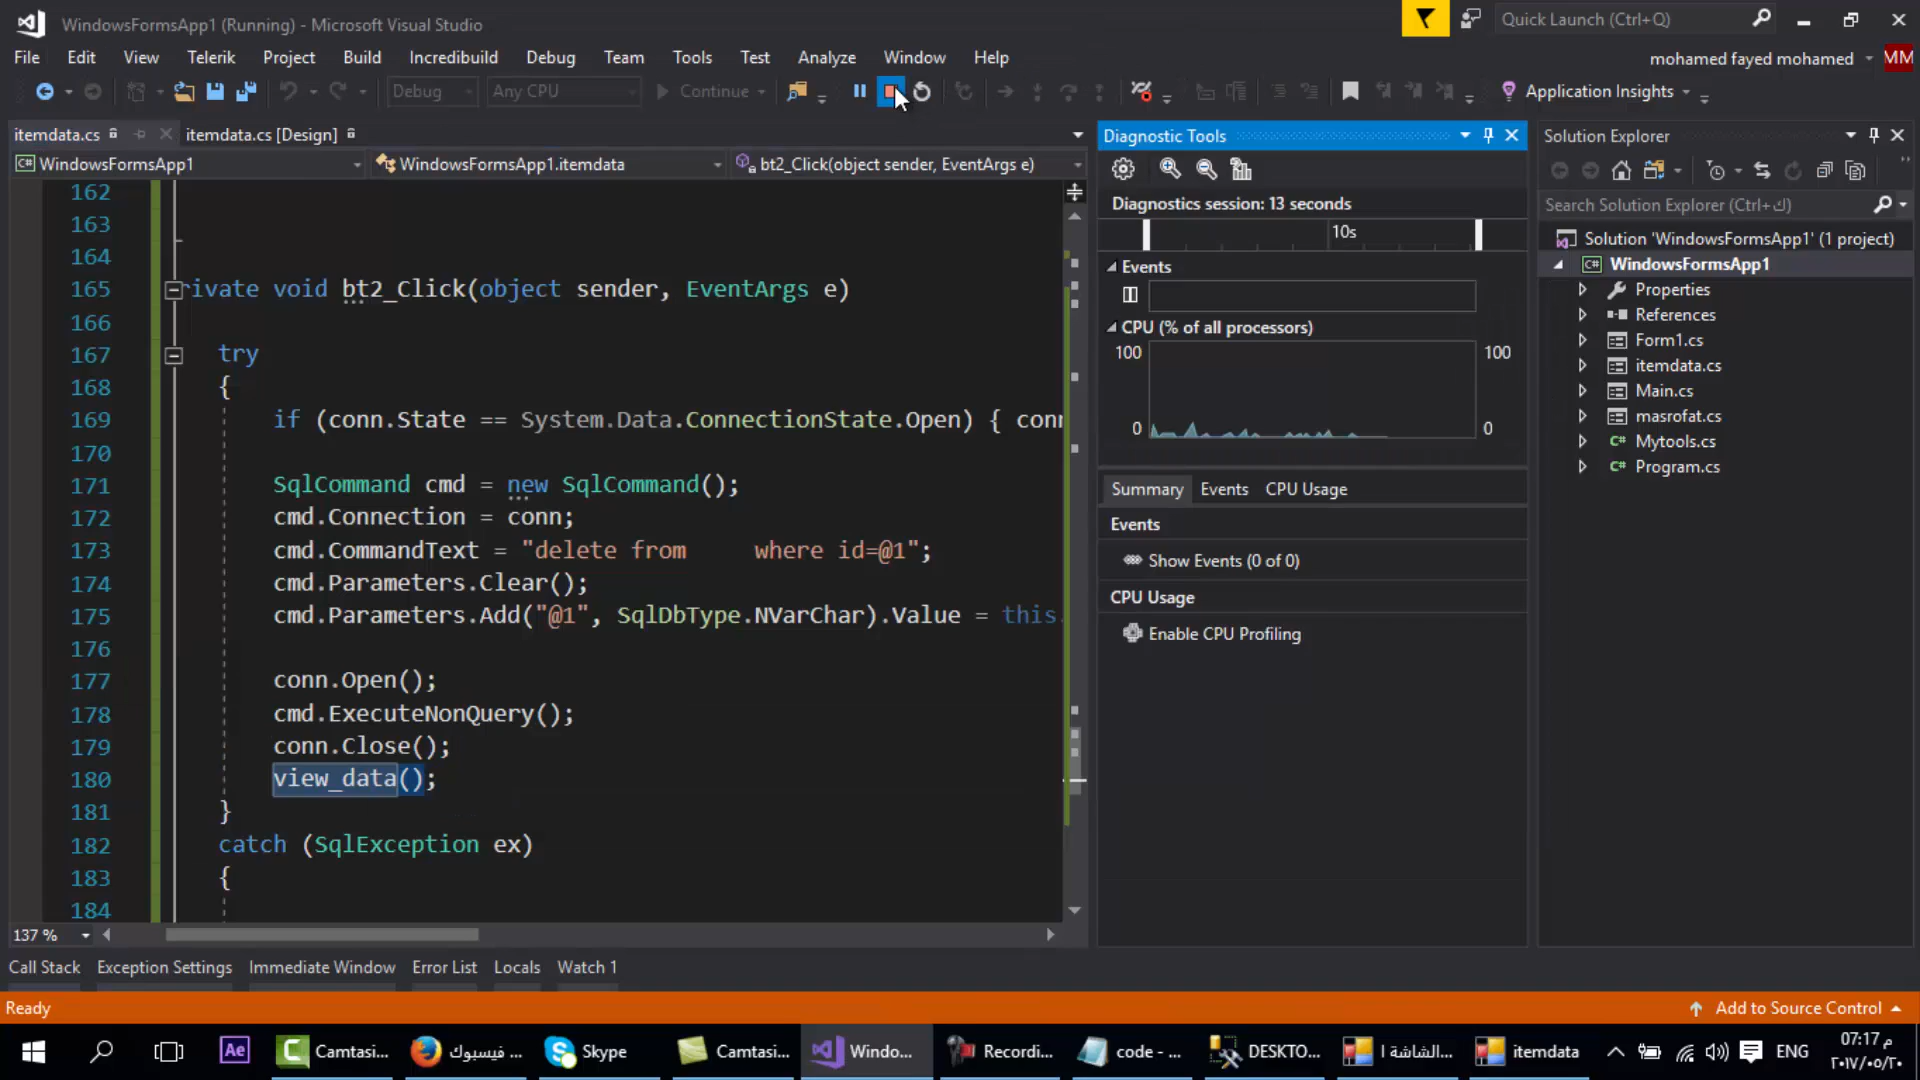 WindowsFormsApp1 (Running) - Microsoft Visual Studio
Quick Launch (Ctrl+Q)
File Edit View Telerik Project Build Incredibuild Debug Team Tools Test Analyze Window Help
mohamed fayed mohamed MM
Debug Any CPU Continue Application Insights
itemdata.cs itemdata.cs [Design]
WindowsFormsApp1 WindowsFormsApp1.itemdata bt2_Click(object sender, EventArgs e)
162
163
164
165 rivate void bt2_Click(object sender, EventArgs e)
166
167 try
168 {
169 if (conn.State == System.Data.ConnectionState.Open) { conn
170
171 SqlCommand cmd = new SqlCommand();
172 cmd.Connection = conn;
173 cmd.CommandText = "delete from     where id=@1";
174 cmd.Parameters.Clear();
175 cmd.Parameters.Add("@1", SqlDbType.NVarChar).Value = this.
176
177 conn.Open();
178 cmd.ExecuteNonQuery();
179 conn.Close();
180 view_data();
181 }
182 catch (SqlException ex)
183 {
184
137 %
Diagnostic Tools
Diagnostics session: 13 seconds
10s
Events
CPU (% of all processors)
100 100
0 0
Summary Events CPU Usage
Events
Show Events (0 of 0)
CPU Usage
Enable CPU Profiling
Solution Explorer
Search Solution Explorer (Ctrl+ك)
Solution 'WindowsFormsApp1' (1 project)
WindowsFormsApp1
Properties
References
Form1.cs
itemdata.cs
Main.cs
masrofat.cs
Mytools.cs
Program.cs
Call Stack Exception Settings Immediate Window Error List Locals Watch 1
Ready Add to Source Control
Ae Camtasi... فيسبوك ... Skype Camtasi... Windo... Recordi... code - ... DESKTO... الشاشة ا... itemdata ENG
07:17 م
٢٠١٧/٠٥/٢٠